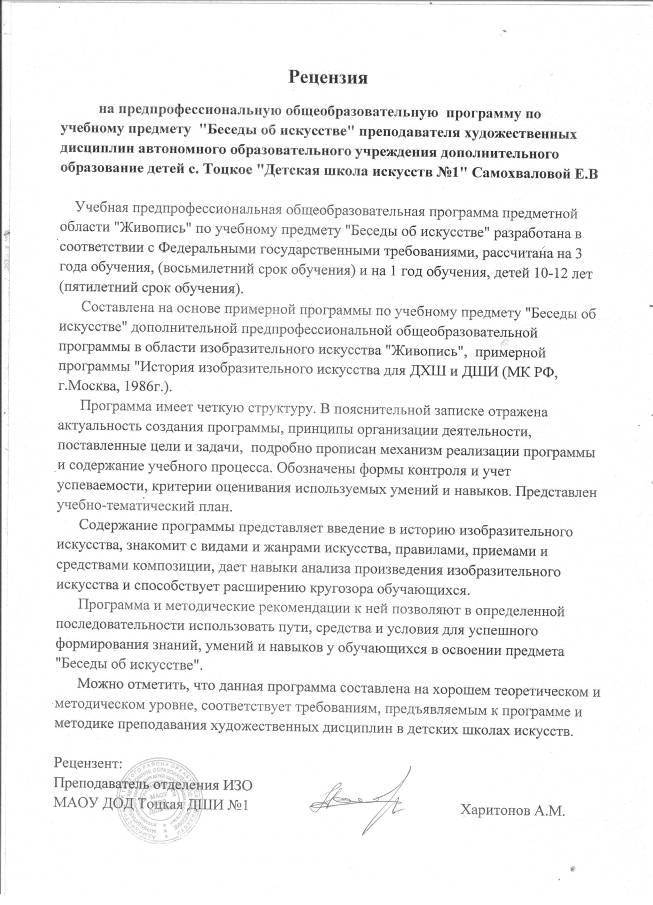 Рецензия
на предпрофессиональную общеобразовательную программу по
учебному предмету "Беседы об искусстве" преподавателя художественных
дисциплин автономного образовательного учреждения дополнительного
образование детей с. Тоцкое "Детская школа искусств №1" Самохваловой Е.В
Учебная предпрофессиональная общеобразовательная программа предметной
области "Живопись" по учебному предмету "Беседы об искусстве" разработана в
соответствии с Федеральными государственными требованиями, рассчитана на 3
года обучения, (восьмилетний срок обучения) и на 1 год обучения, детей 10-12 лет
(пятилетний срок обучения).
Составлена на основе примерной программы по учебному предмету "Беседы об
искусстве" дополнительной предпрофессиональной общеобразовательной
программы в области изобразительного искусства "Живопись", примерной
программы "История изобразительного искусства для ДХШ и ДШИ (МК РФ,
г.Москва, 1986г.).
Программа имеет четкую структуру. В пояснительной записке отражена
актуальность создания программы, принципы организации деятельности,
поставленные цели и задачи, подробно прописан механизм реализации программы
и содержание учебного процесса. Обозначены формы контроля и учет
успеваемости, критерии оценивания используемых умений и навыков. Представлен
учебно-тематический план.
Содержание программы представляет введение в историю изобразительного
искусства, знакомит с видами и жанрами искусства, правилами, приемами и
средствами композиции, дает навыки анализа произведения изобразительного
искусства и способствует расширению кругозора обучающихся.
Программа и методические рекомендации к ней позволяют в определенной
последовательности использовать пути, средства и условия для успешного
формирования знаний, умений и навыков у обучающихся в освоении предмета
"Беседы об искусстве".
Можно отметить, что данная программа составлена на хорошем теоретическом и
методическом уровне, соответствует требованиям, предъявляемым к программе и
методике преподавания художественных дисциплин в детских школах искусств.
Рецензент:
Преподаватель отделения ИЗО
МАОУ ДОД Тоцкая ДШИ №1
Харитонов А.М.